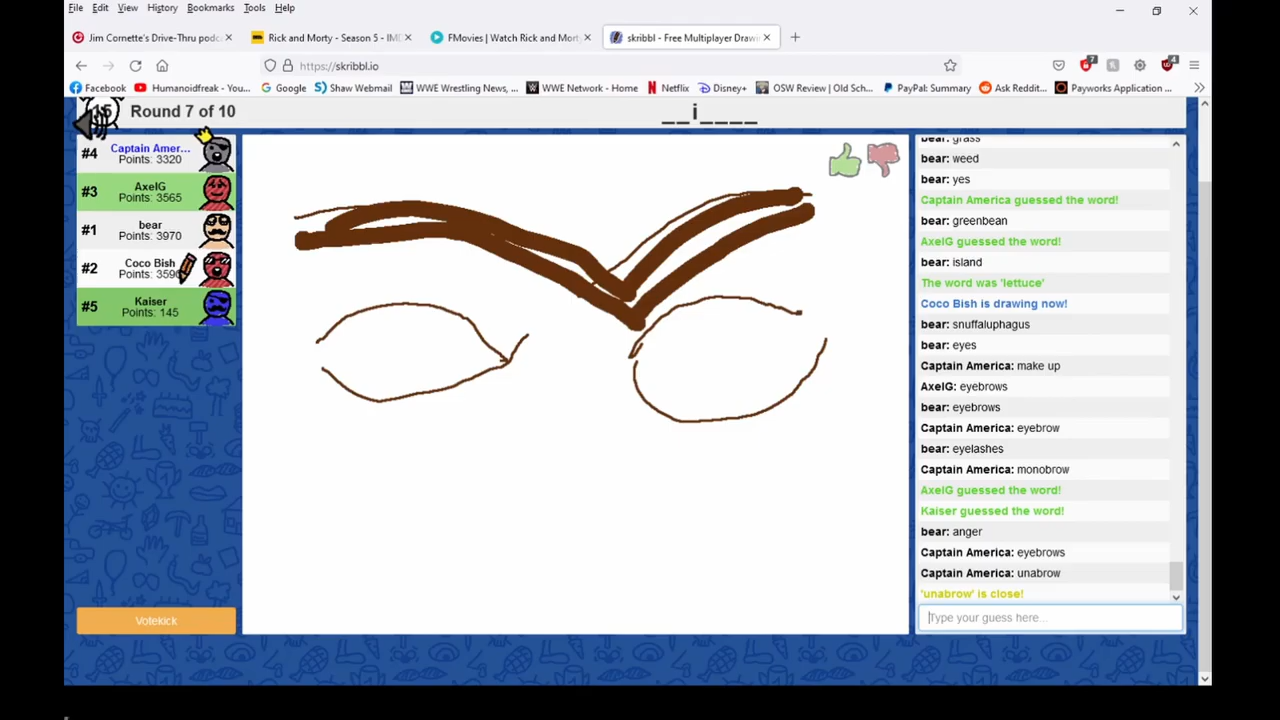 File Edit View History Bookmarks Tools Help
Jim Cornette's Drive-Thru podc
Rick and Morty - Season 5 - IM
FMovies | Watch Rick and Morty
skribbl - Free Multiplayer Draw
https://skribbl.io
Facebook Humanoidfreak - You... Google Shaw Webmail WWE Wrestling News, ... WWE Network - Home Netflix Disney+ OSW Review | Old Sch... PayPal Summary Ask Reddit... Payworks Application ...
Round 7 of 10
__i____
#4 Captain Amer...
Points: 3320
#3 AxelG
Points: 3565
#1 bear
Points: 3970
#2 Coco Bish
Points: 3590
#5 Kaiser
Points: 145
Votekick
bear: grass
bear: weed
bear: yes
Captain America guessed the word!
bear: greenbean
AxelG guessed the word!
bear: island
The word was 'lettuce'
Coco Bish is drawing now!
bear: snuffaluphagus
bear: eyes
Captain America: make up
AxelG: eyebrows
bear: eyebrows
Captain America: eyebrow
bear: eyelashes
Captain America: monobrow
AxelG guessed the word!
Kaiser guessed the word!
bear: anger
Captain America: eyebrows
Captain America: unabrow
'unabrow' is close!
Type your guess here...